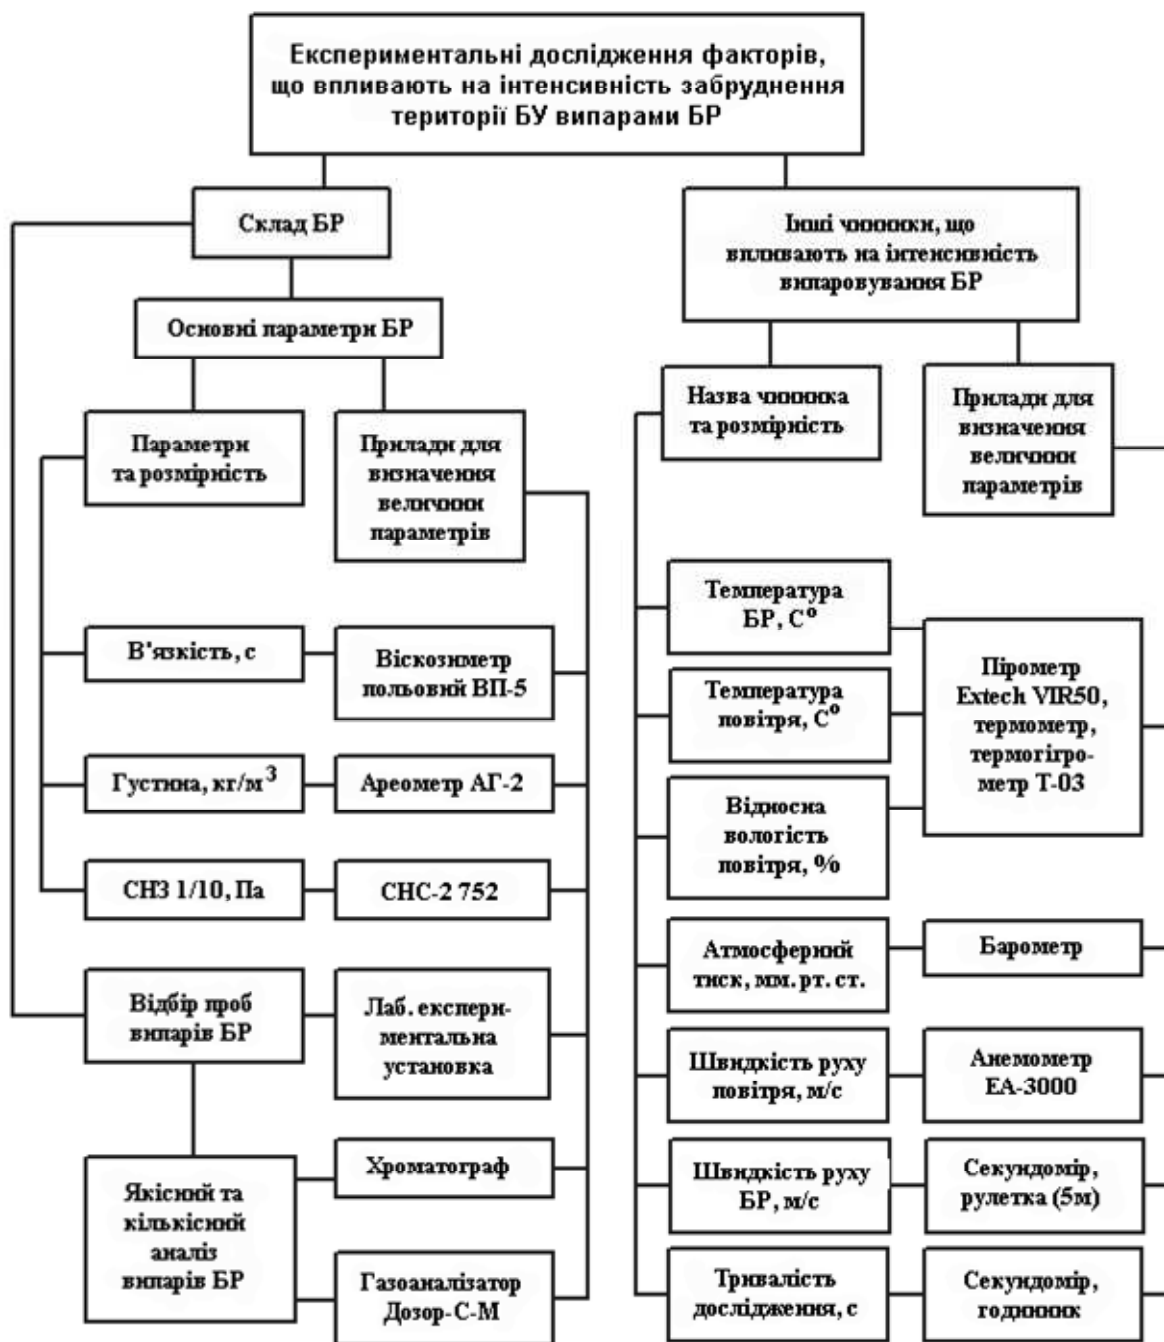 Експериментальні дослідження факторів,
що впливають на інтенсивність забруднення
території БУ випарами БР
Склад БР
Основні параметри БР
Параметри
та розмірність
Прилади для
визначення
величини
параметрів
В'язкість, с
Віскозиметр
польовий ВП-5
Густина, кг/м³
Ареометр АГ-2
СНЗ 1/10, Па
СНС-2 752
Відбір проб
випарів БР
Лаб. експери-
ментальна
установка
Якісний та
кількісний
аналіз
випарів БР
Хроматограф
Газоаналізатор
Дозор-С-М
Інші чинники, що
впливають на інтенсивність
випаровування БР
Назва чинника
та розмірність
Прилади для
визначення
величини
параметрів
Температура
БР, С°
Температура
повітря, С°
Відносна
вологість
повітря, %
Пірометр
Extech VIR50,
термометр,
термогігро-
метр Т-03
Атмосферний
тиск, мм. рт. ст.
Барометр
Швидкість руху
повітря, м/с
Анемометр
ЕА-3000
Швидкість руху
БР, м/с
Секундомір,
рулетка (5м)
Тривалість
дослідження, с
Секундомір,
годинник